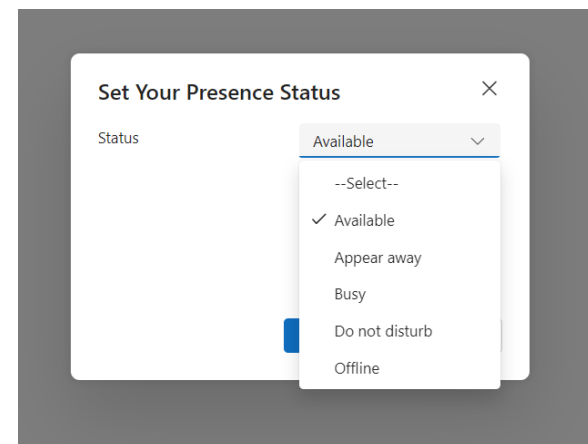 Set Your Presence Status
Status
Available
--Select--
Available
Appear away
Busy
Do not disturb
Offline